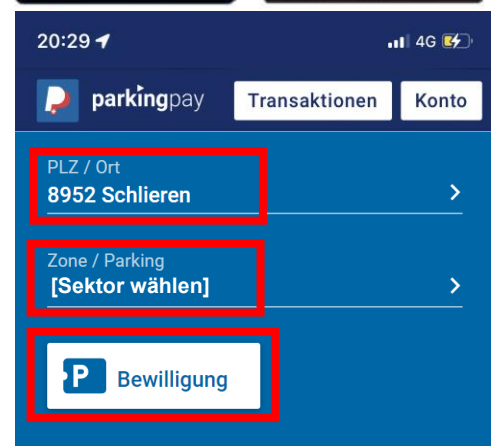 20:29
4G
parkingpay
Transaktionen
Konto
PLZ / Ort
8952 Schlieren
Zone / Parking
[Sektor wählen]
P Bewilligung